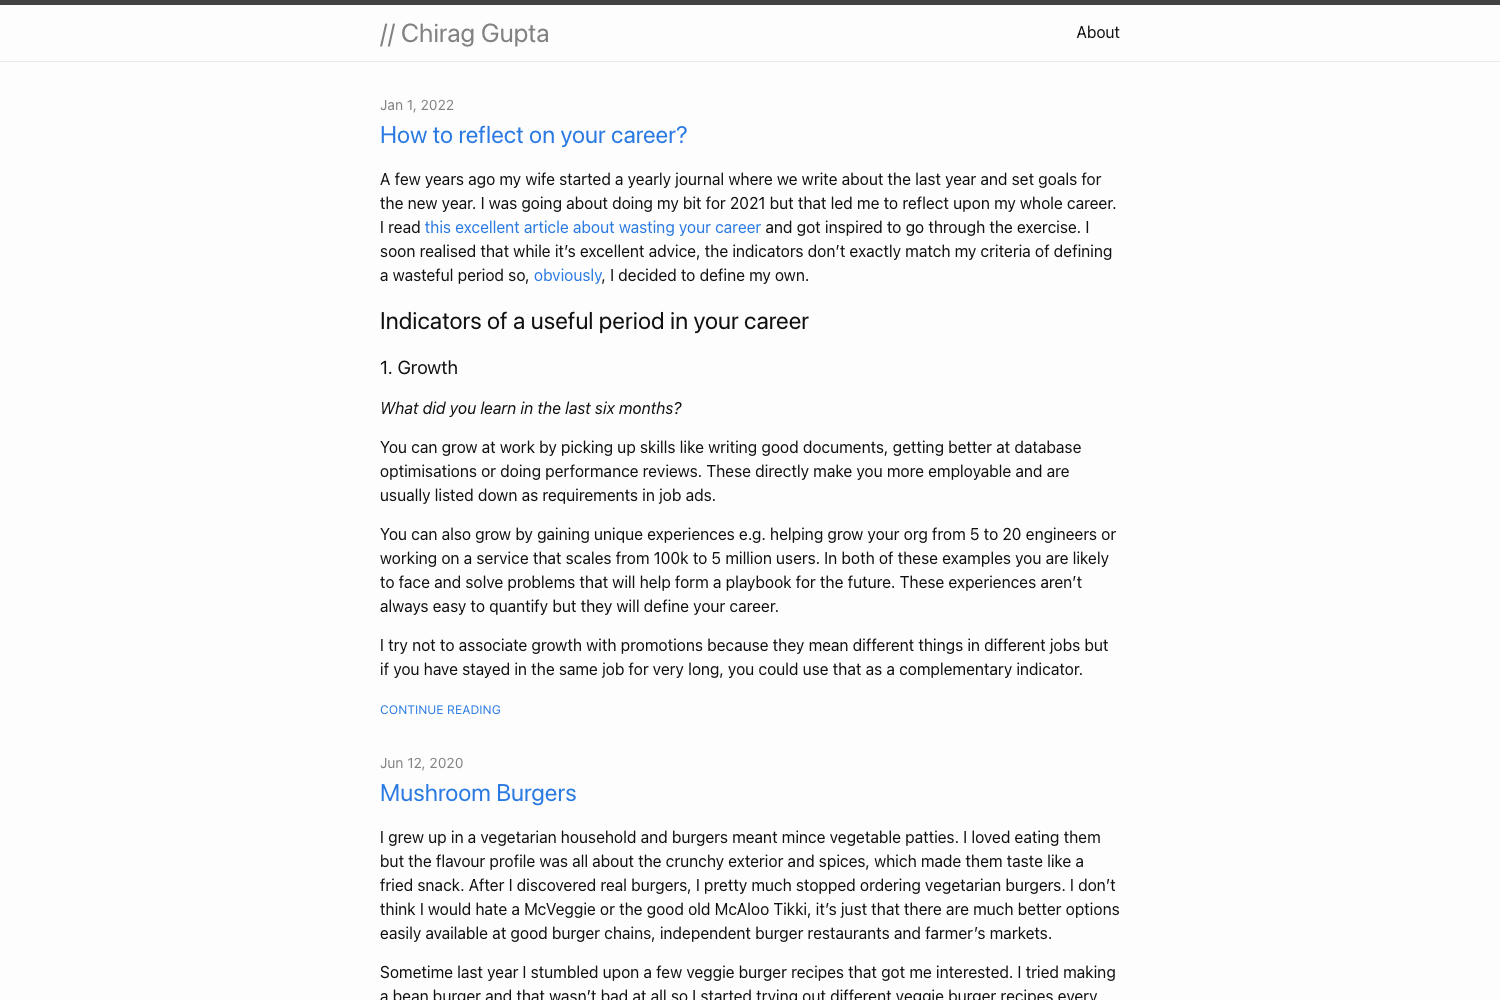 // Chirag Gupta
About
Jan 1, 2022
How to reflect on your career?
A few years ago my wife started a yearly journal where we write about the last year and set goals for
the new year. I was going about doing my bit for 2021 but that led me to reflect upon my whole career.
I read this excellent article about wasting your career and got inspired to go through the exercise. I
soon realised that while it’s excellent advice, the indicators don’t exactly match my criteria of defining
a wasteful period so, obviously, I decided to define my own.
Indicators of a useful period in your career
1. Growth
What did you learn in the last six months?
You can grow at work by picking up skills like writing good documents, getting better at database
optimisations or doing performance reviews. These directly make you more employable and are
usually listed down as requirements in job ads.
You can also grow by gaining unique experiences e.g. helping grow your org from 5 to 20 engineers or
working on a service that scales from 100k to 5 million users. In both of these examples you are likely
to face and solve problems that will help form a playbook for the future. These experiences aren’t
always easy to quantify but they will define your career.
I try not to associate growth with promotions because they mean different things in different jobs but
if you have stayed in the same job for very long, you could use that as a complementary indicator.
CONTINUE READING
Jun 12, 2020
Mushroom Burgers
I grew up in a vegetarian household and burgers meant mince vegetable patties. I loved eating them
but the flavour profile was all about the crunchy exterior and spices, which made them taste like a
fried snack. After I discovered real burgers, I pretty much stopped ordering vegetarian burgers. I don’t
think I would hate a McVeggie or the good old McAloo Tikki, it’s just that there are much better options
easily available at good burger chains, independent burger restaurants and farmer’s markets.
Sometime last year I stumbled upon a few veggie burger recipes that got me interested. I tried making
a bean burger and that wasn’t bad at all so I started trying out different veggie burger recipes every